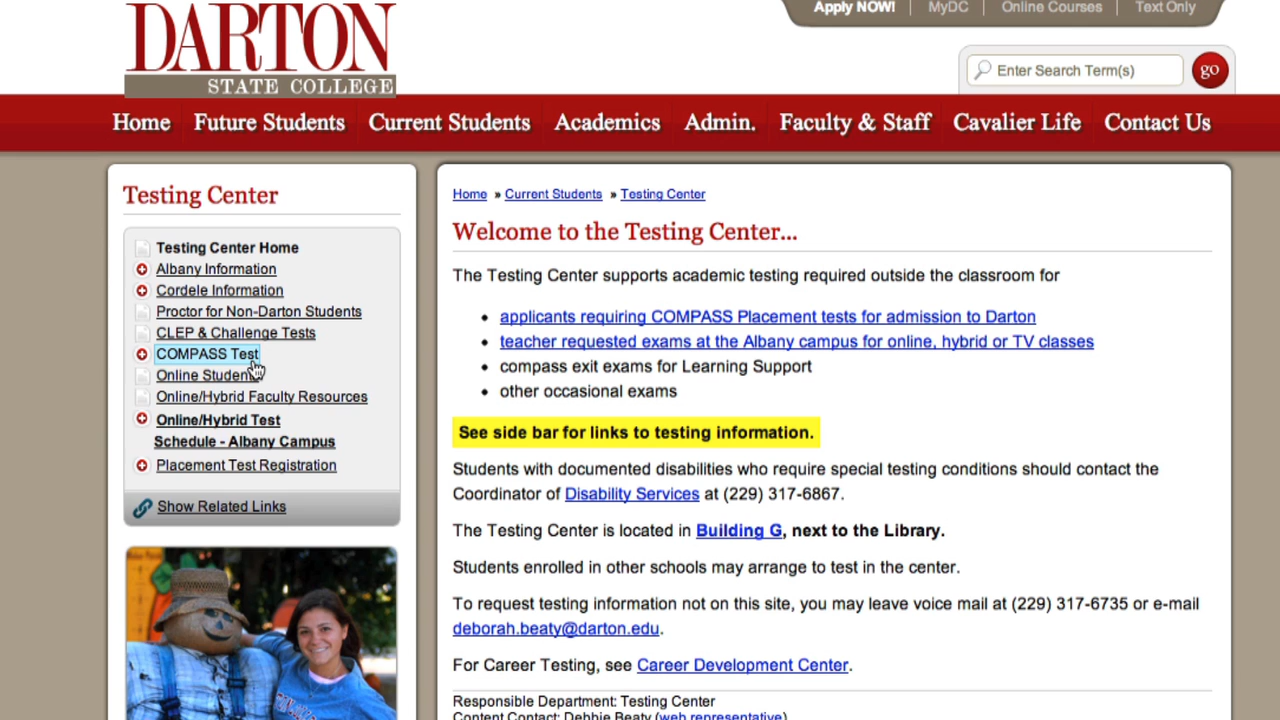 DARTON
STATE COLLEGE
Apply NOW! | MyDC | Online Courses | Text Only
Enter Search Term(s)
go
Home Future Students Current Students Academics Admin. Faculty & Staff Cavalier Life Contact Us
Testing Center
Testing Center Home
Albany Information
Cordele Information
Proctor for Non-Darton Students
CLEP & Challenge Tests
COMPASS Test
Online Students
Online/Hybrid Faculty Resources
Online/Hybrid Test
Schedule - Albany Campus
Placement Test Registration
Show Related Links
Home » Current Students » Testing Center
Welcome to the Testing Center...
The Testing Center supports academic testing required outside the classroom for
• applicants requiring COMPASS Placement tests for admission to Darton
• teacher requested exams at the Albany campus for online, hybrid or TV classes
• compass exit exams for Learning Support
• other occasional exams
See side bar for links to testing information.
Students with documented disabilities who require special testing conditions should contact the
Coordinator of Disability Services at (229) 317-6867.
The Testing Center is located in Building G, next to the Library.
Students enrolled in other schools may arrange to test in the center.
To request testing information not on this site, you may leave voice mail at (229) 317-6735 or e-mail
deborah.beaty@darton.edu.
For Career Testing, see Career Development Center.
Responsible Department: Testing Center
Content Contact: Debbie Beaty (web representative)